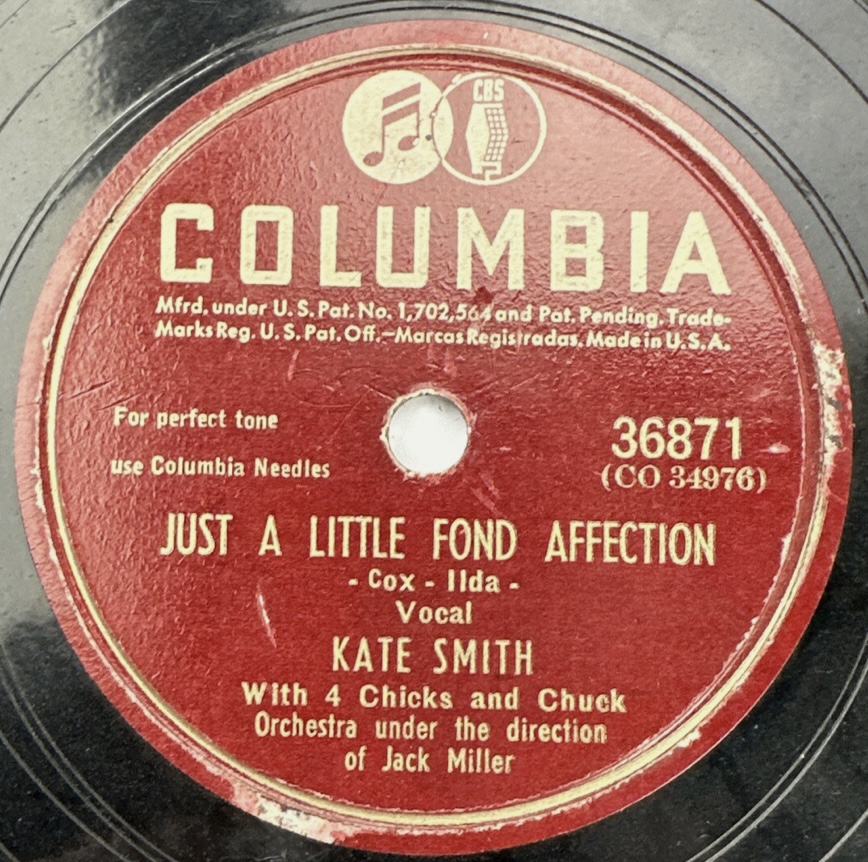 CBS
COLUMBIA
Mfrd. under U. S. Pat. No. 1,702,564 and Pat. Pending. Trade-
Marks Reg. U. S. Pat. Off.—Marcas Registradas. Made in U.S.A.
For perfect tone
use Columbia Needles
36871
(CO 34976)
JUST A LITTLE FOND AFFECTION
- Cox - Ilda -
Vocal
KATE SMITH
With 4 Chicks and Chuck
Orchestra under the direction
of Jack Miller